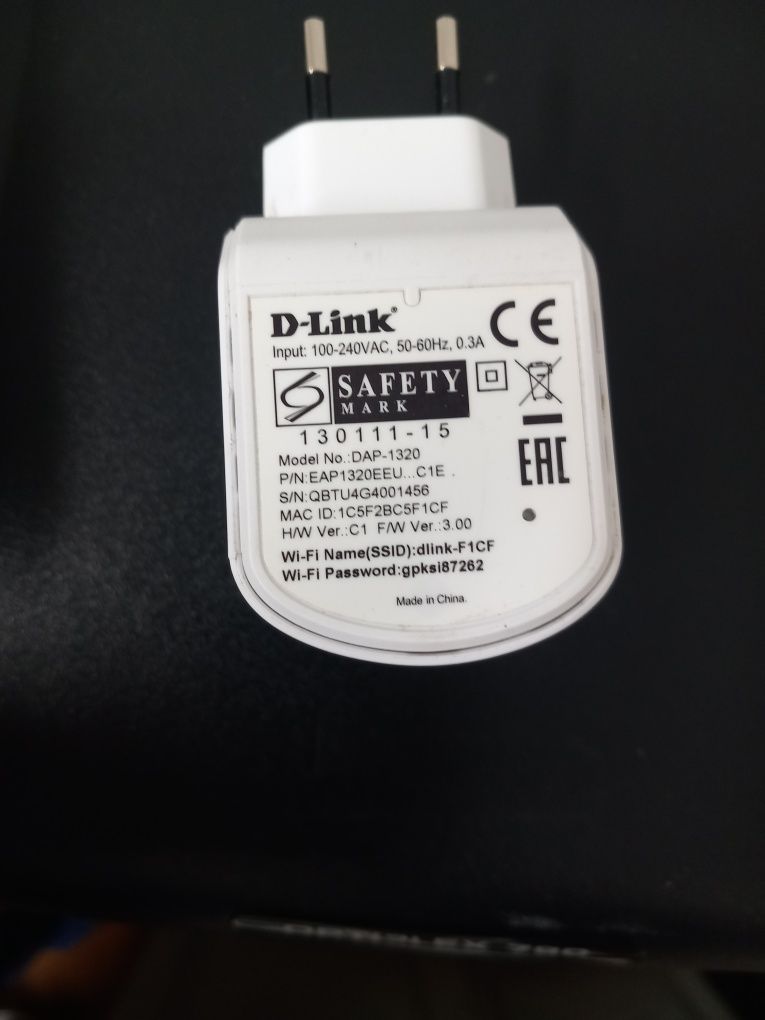 D-Link®
Input: 100-240VAC, 50-60Hz, 0.3A
CE
SAFETY
MARK
130111-15
EAC
Model No.:DAP-1320
P/N:EAP1320EEU...C1E .
S/N:QBTU4G4001456
MAC ID:1C5F2BC5F1CF
H/W Ver.:C1 F/W Ver.:3.00
Wi-Fi Name(SSID):dlink-F1CF
Wi-Fi Password:gpksi87262
Made in China.